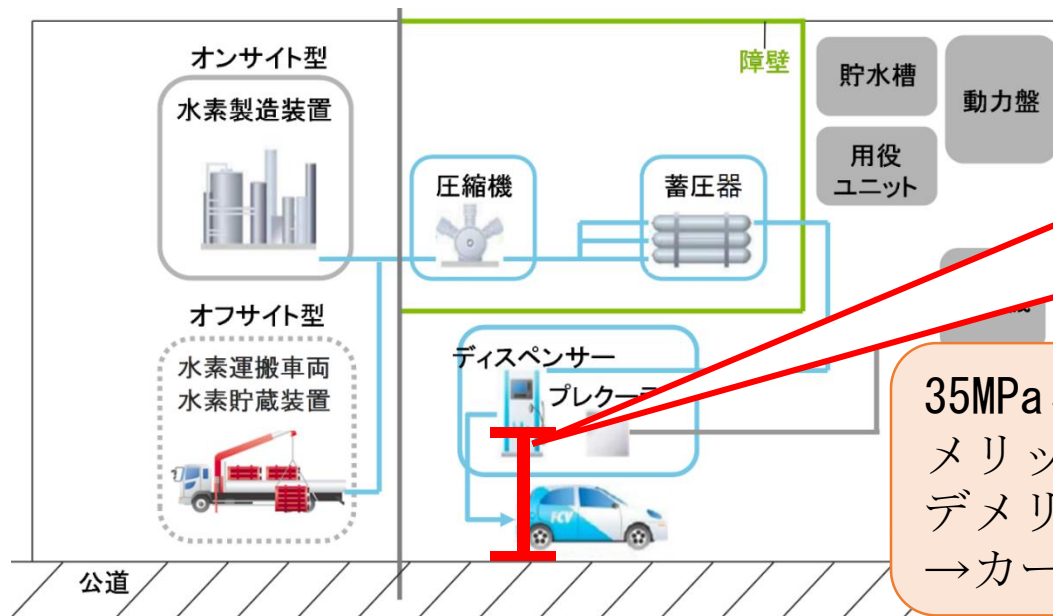 オンサイト型
水素製造装置
圧縮機
蓄圧器
障壁
貯水槽
動力盤
用役
ユニット
オフサイト型
水素運搬車両
水素貯蔵装置
ディスペンサー
プレクーラ
FCV
公道
35MPa
メリッ
デメリ
→カー